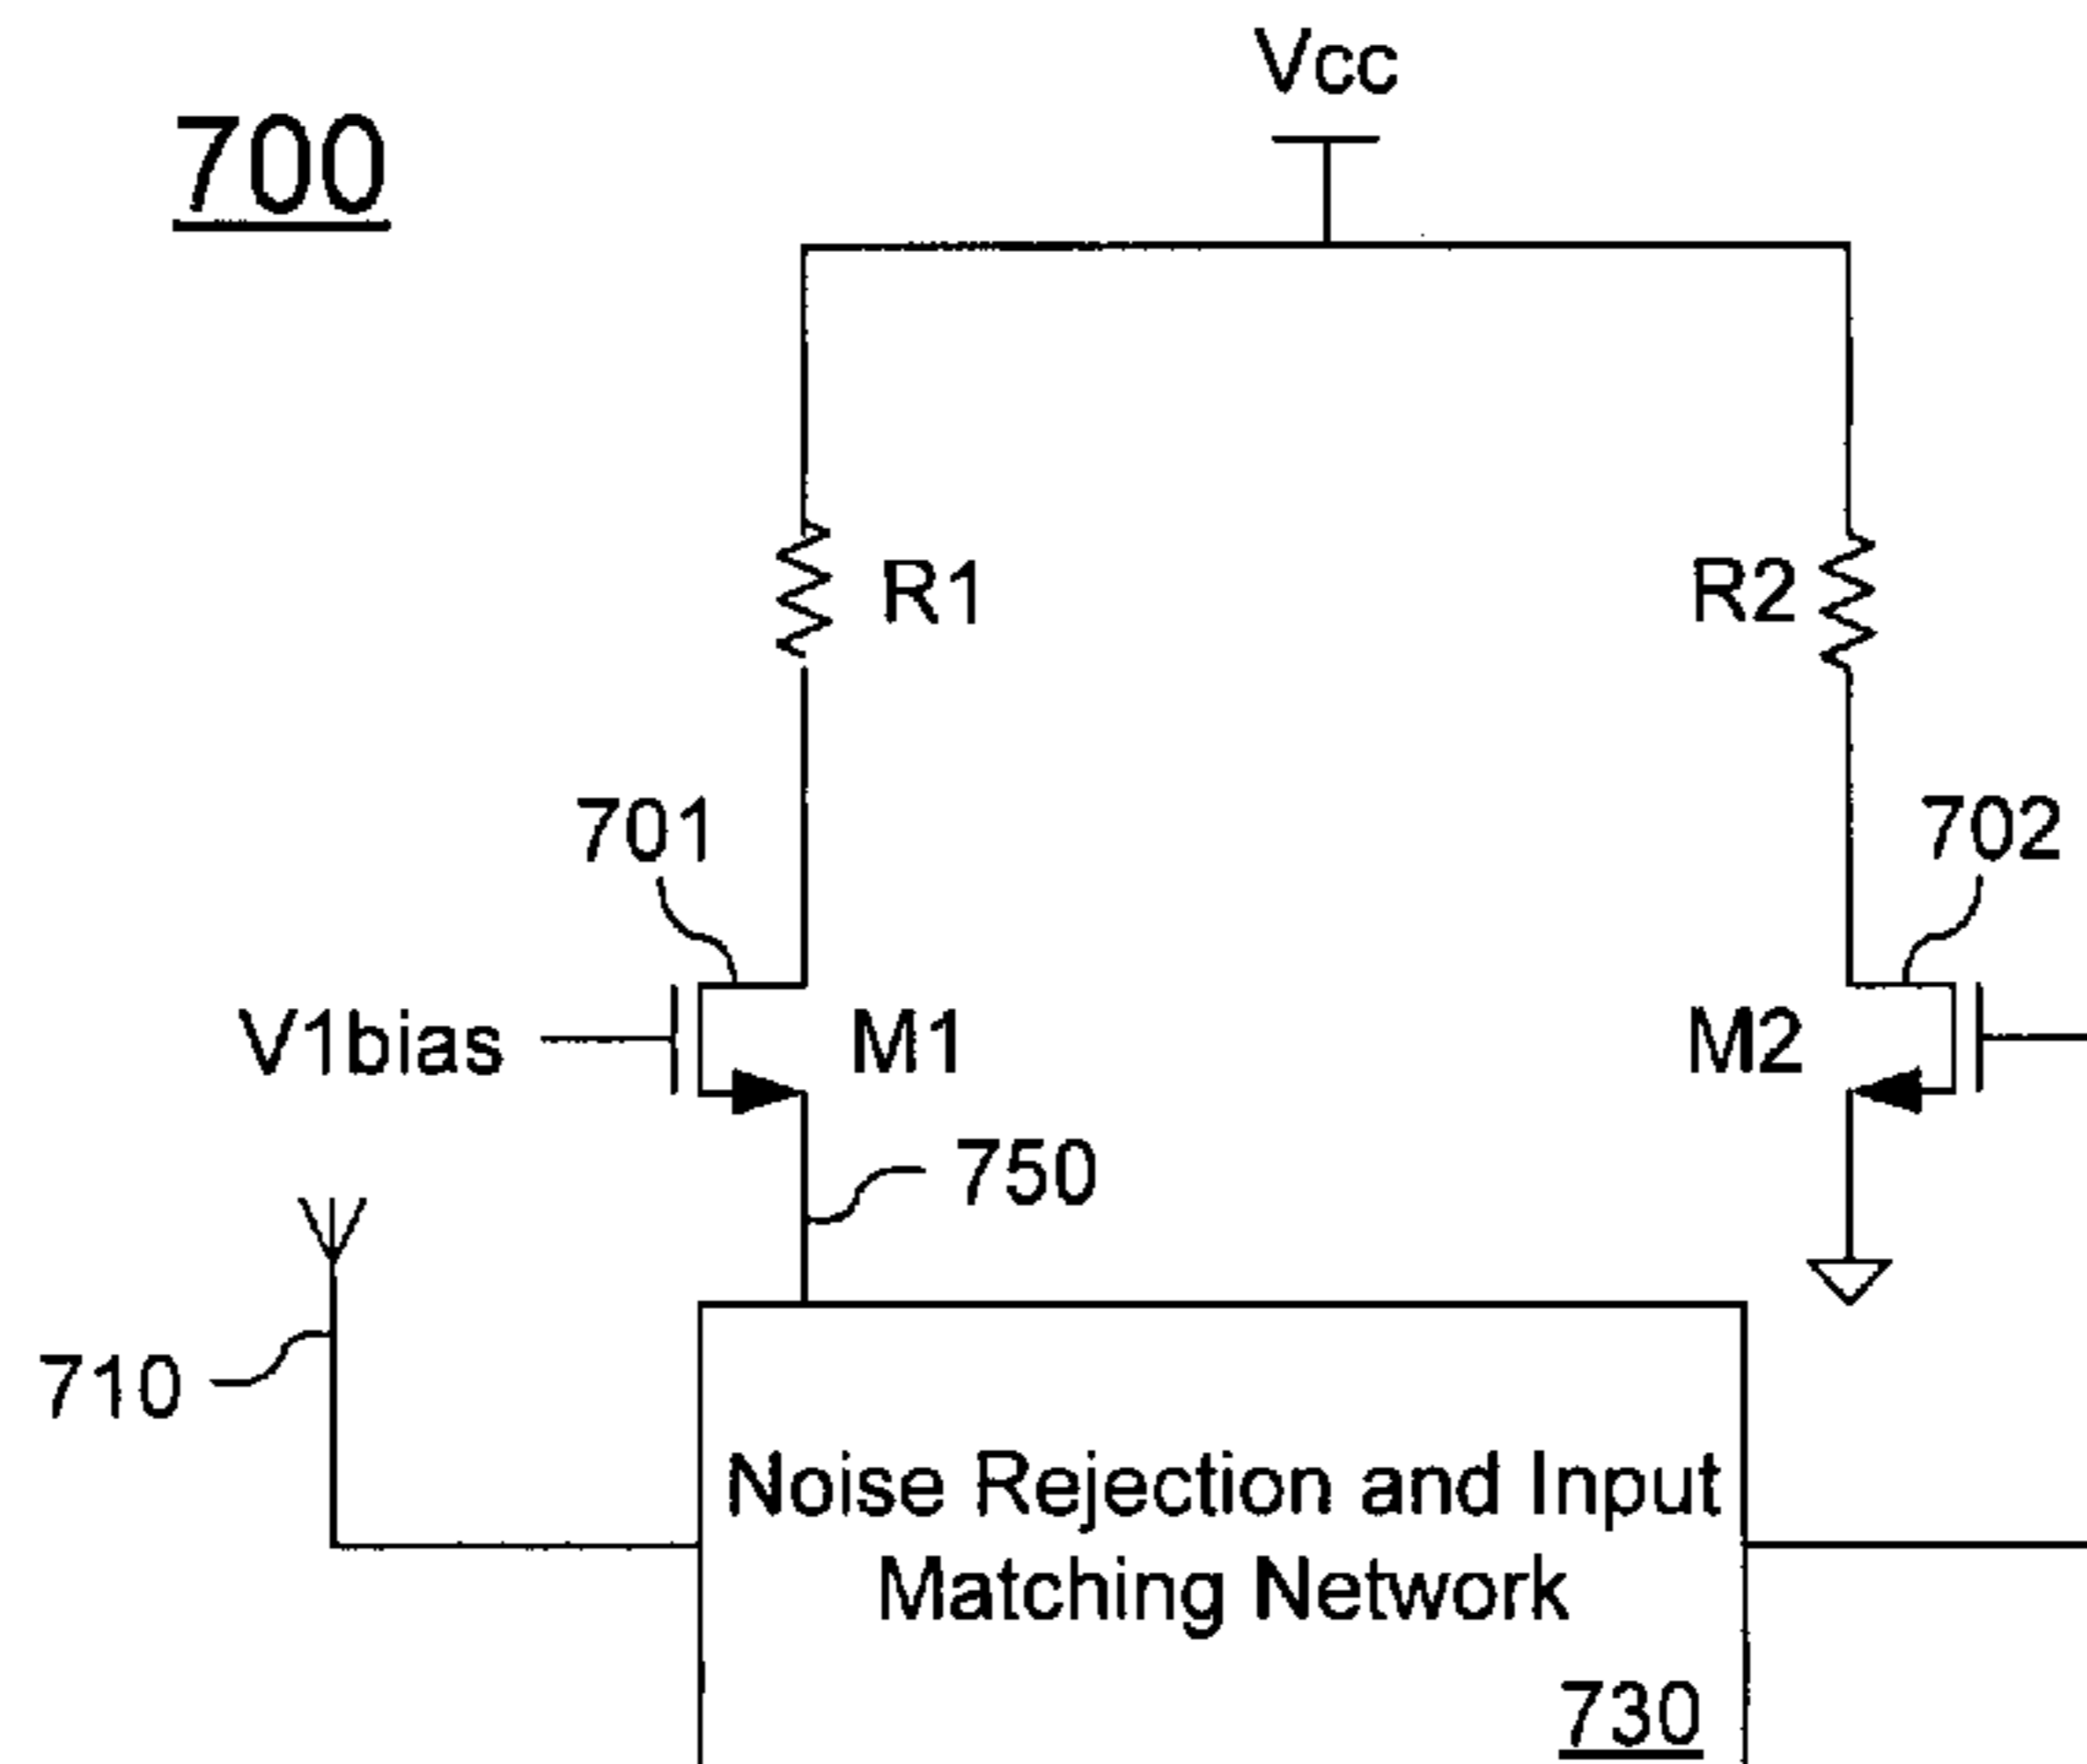 Vcc
700
R1
R2
701
702
V1bias
M1
M2
750
710
Noise Rejection and Input
Matching Network
730